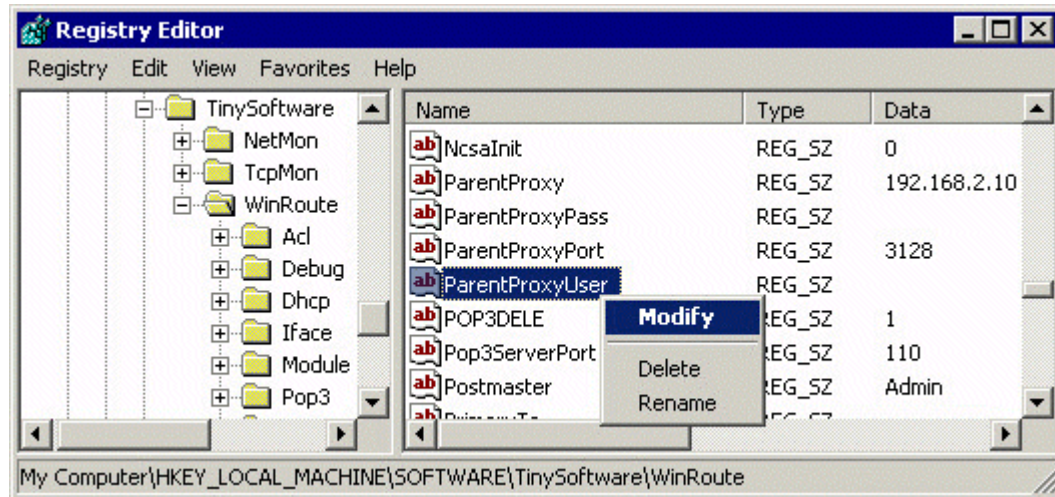 Registry Editor
Registry Edit View Favorites Help
TinySoftware
NetMon
TcpMon
WinRoute
Acl
Debug
Dhcp
Iface
Module
Pop3
Name Type Data
NcsaInit REG_SZ 0
ParentProxy REG_SZ 192.168.2.10
ParentProxyPass REG_SZ
ParentProxyPort REG_SZ 3128
ParentProxyUser REG_SZ
POP3DELE REG_SZ 1
Pop3ServerPort REG_SZ 110
Postmaster REG_SZ Admin
Modify
Delete
Rename
My Computer\HKEY_LOCAL_MACHINE\SOFTWARE\TinySoftware\WinRoute